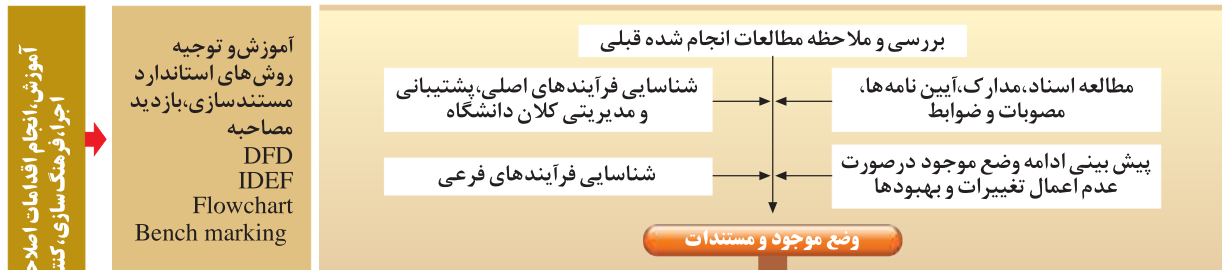 بررسی و ملاحظه مطالعات انجام شده قبلی
مطالعه اسناد،مدارک،آیین نامه‌ها،
مصوبات و ضوابط
شناسایی فرآیندهای اصلی،پشتیبانی
و مدیریتی کلان دانشگاه
پیش بینی ادامه وضع موجود درصورت
عدم اعمال تغییرات و بهبودها
شناسایی فرآیندهای فرعی
وضع موجود و مستندات
آموزش و توجیه
روش‌های استاندارد
مستندسازی،بازدید
مصاحبه
DFD
IDEF
Flowchart
Bench marking
آموزش،انجام اقدامات
اجرا،فرهنگ‌سازی،